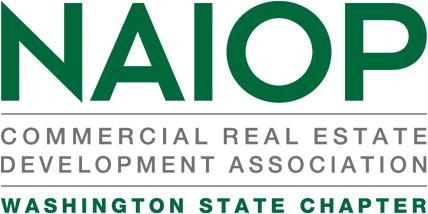 NAIOP
COMMERCIAL REAL ESTATE
DEVELOPMENT ASSOCIATION
WASHINGTON STATE CHAPTER